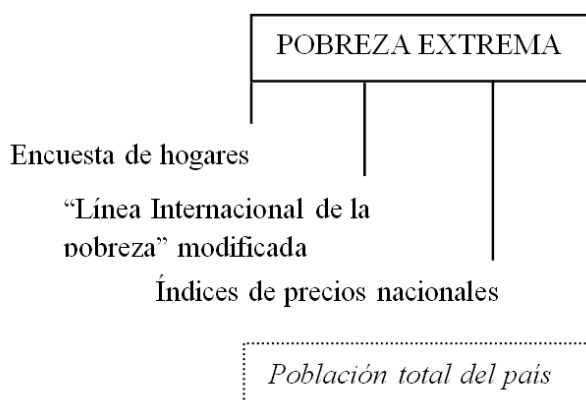 POBREZA EXTREMA
Encuesta de hogares
“Línea Internacional de la
pobreza” modificada
Índices de precios nacionales
Población total del país